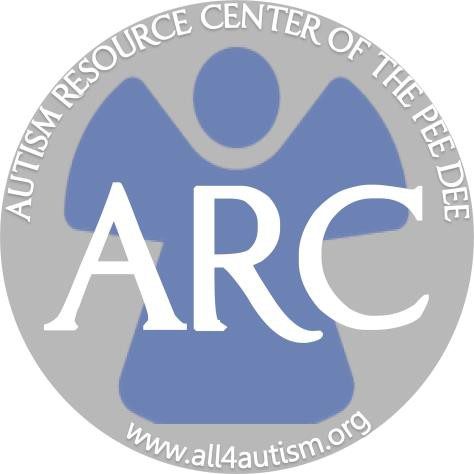 AUTISM RESOURCE CENTER OF THE PEE DEE
ARC
www.all4autism.org